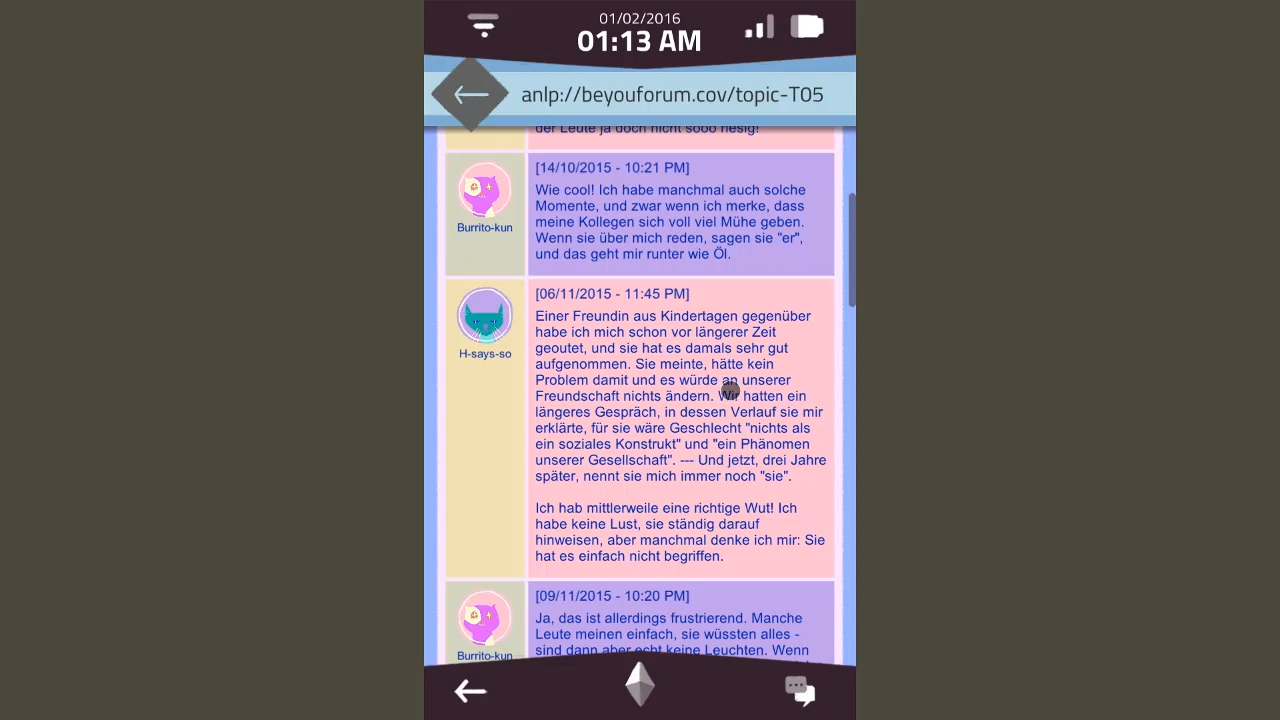 01/02/2016
01:13 AM
anlp://beyouforum.cov/topic-T05
der Leute ja doch nicht sooo riesig!
[14/10/2015 - 10:21 PM]
Wie cool! Ich habe manchmal auch solche
Momente, und zwar wenn ich merke, dass
meine Kollegen sich voll viel Mühe geben.
Wenn sie über mich reden, sagen sie "er",
und das geht mir runter wie Öl.
Burrito-kun
[06/11/2015 - 11:45 PM]
Einer Freundin aus Kindertagen gegenüber
habe ich mich schon vor längerer Zeit
geoutet, und sie hat es damals sehr gut
aufgenommen. Sie meinte, hätte kein
Problem damit und es würde an unserer
Freundschaft nichts ändern. Wir hatten ein
längeres Gespräch, in dessen Verlauf sie mir
erklärte, für sie wäre Geschlecht "nichts als
ein soziales Konstrukt" und "ein Phänomen
unserer Gesellschaft". --- Und jetzt, drei Jahre
später, nennt sie mich immer noch "sie".
Ich hab mittlerweile eine richtige Wut! Ich
habe keine Lust, sie ständig darauf
hinweisen, aber manchmal denke ich mir: Sie
hat es einfach nicht begriffen.
H-says-so
[09/11/2015 - 10:20 PM]
Ja, das ist allerdings frustrierend. Manche
Leute meinen einfach, sie wüssten alles -
sind dann aber echt keine Leuchten. Wenn
Burrito-kun